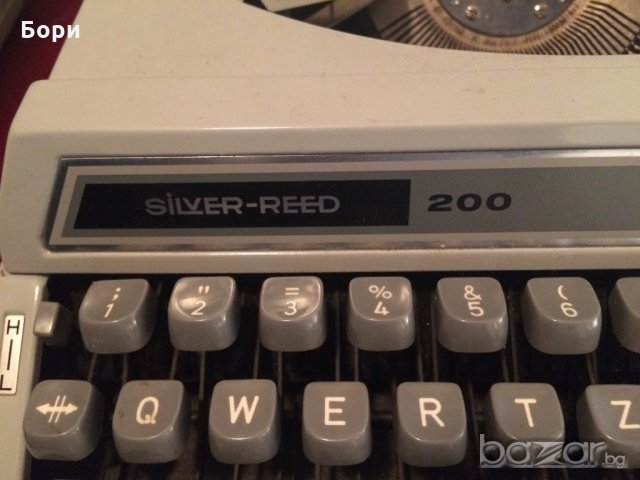 Бори
SiLVER-REED 200
; " = % & (
1 2 3 4 5 6
H
L
Q W E R T Z
bazar.bg